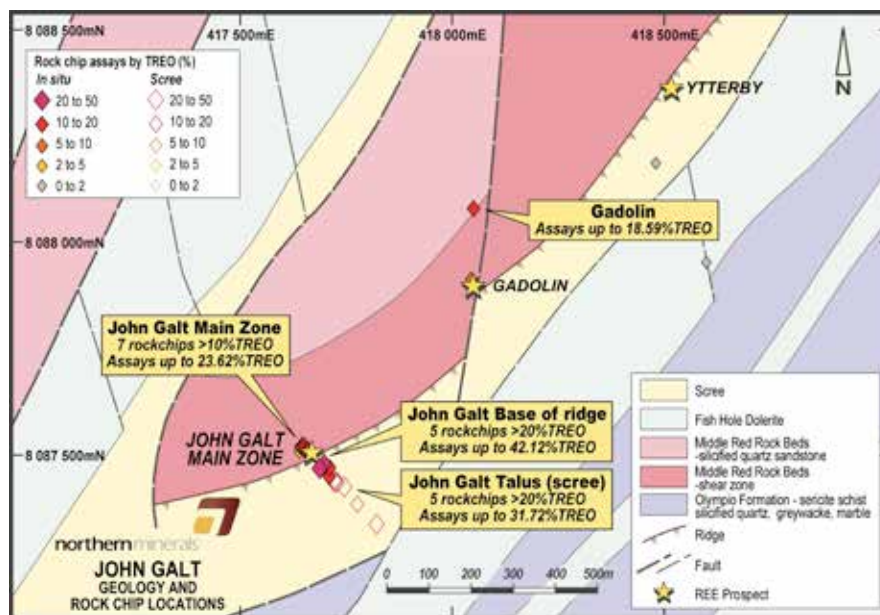 8 088 500mN
417 500mE
418 000mE
418 500mE
Rock chip assays by TREO (%)
In situ
Scree
20 to 50
20 to 50
10 to 20
10 to 20
5 to 10
5 to 10
2 to 5
2 to 5
0 to 2
0 to 2
N
YTTERBY
Gadolin
Assays up to 18.59%TREO
8 088 000mN
GADOLIN
John Galt Main Zone
7 rockchips >10%TREO
Assays up to 23.62%TREO
John Galt Base of ridge
5 rockchips >20%TREO
Assays up to 42.12%TREO
JOHN GALT
MAIN ZONE
8 087 500mN
John Galt Talus (scree)
5 rockchips >20%TREO
Assays up to 31.72%TREO
Scree
Fish Hole Dolerite
Middle Red Rock Beds
-silicified quartz sandstone
Middle Red Rock Beds
-shear zone
Olympio Formation - sericite schist
silicified quartz, greywacke, marble
Ridge
Fault
REE Prospect
northernminerals
JOHN GALT
GEOLOGY AND
ROCK CHIP LOCATIONS
0 100 200 300 400 500m